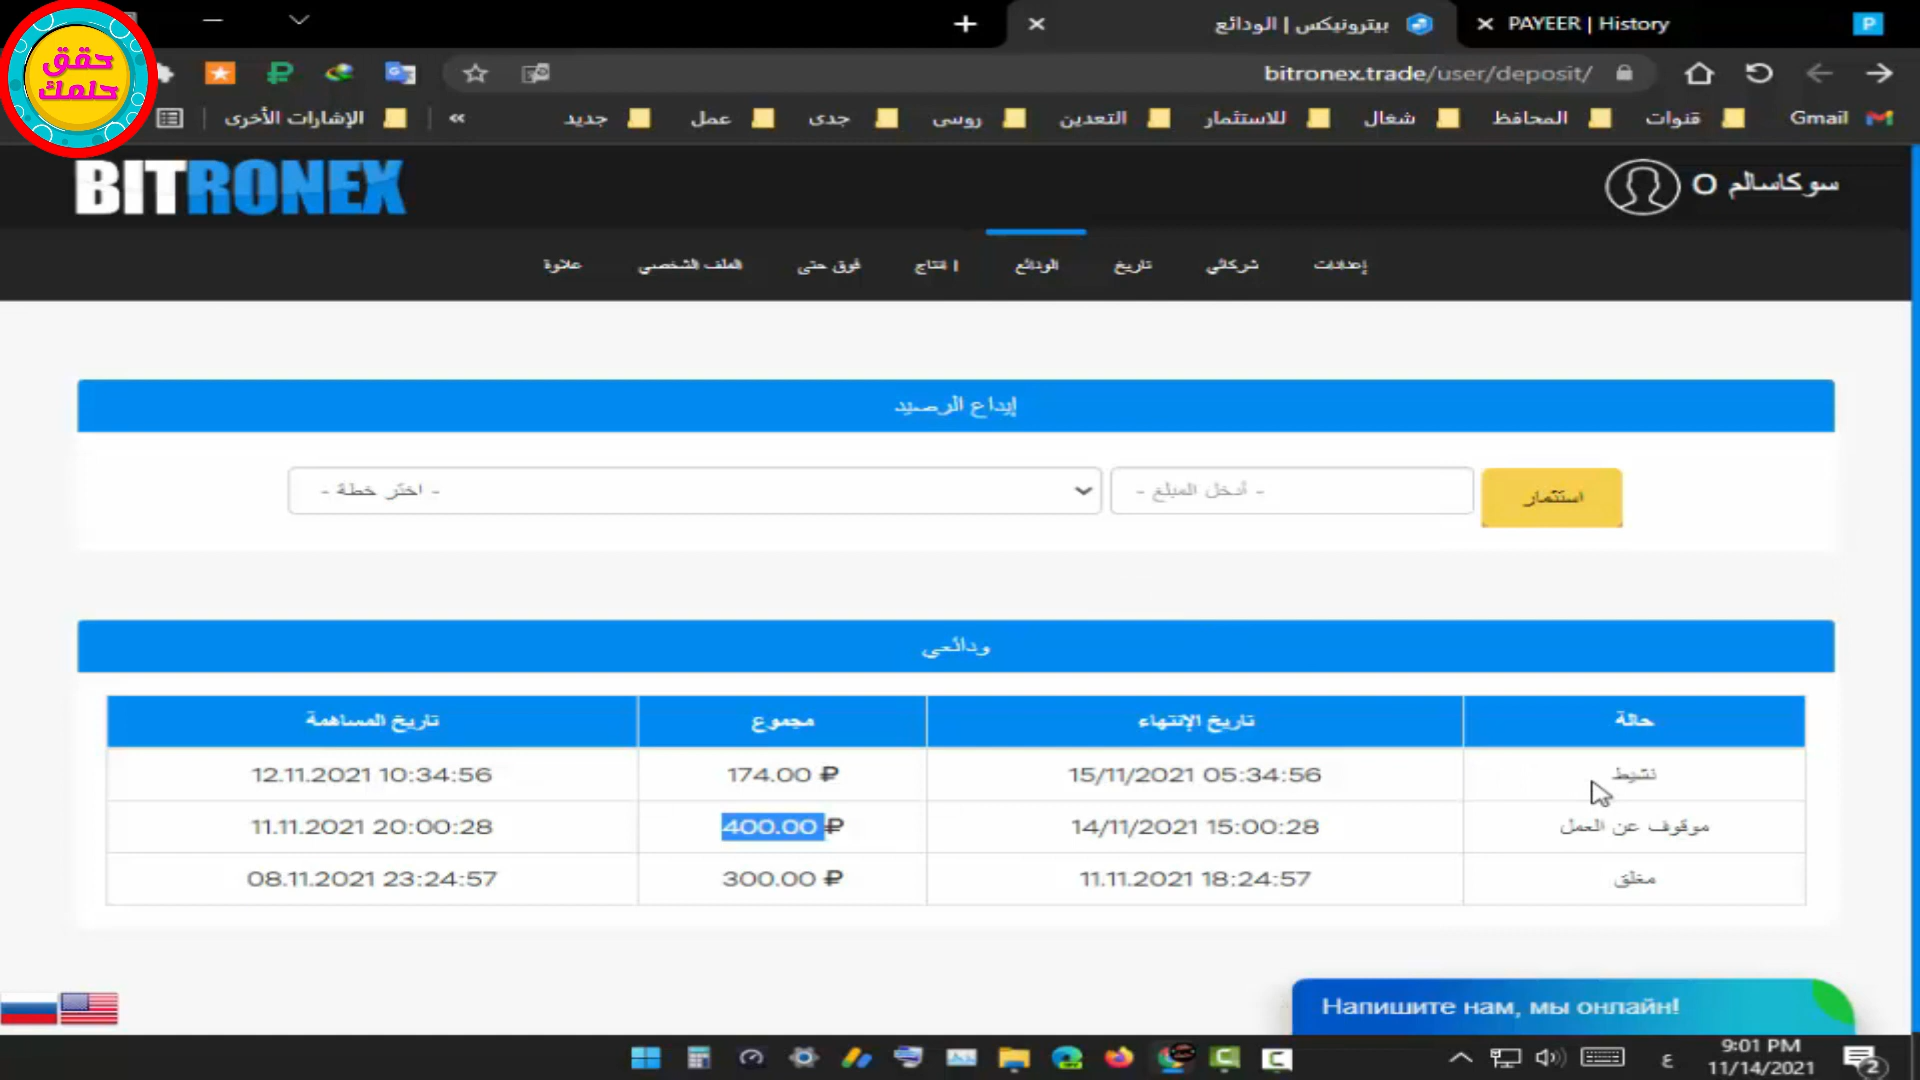 حقق
حلمك
بيترونيكس | الودائع
PAYEER | History
bitronex.trade/user/deposit/
Gmail
قنوات
المحافظ
شغال
للاستثمار
التعدين
روسى
جدى
عمل
جديد
»
الإشارات الأخرى
BITRONEX
سوكاسالم O
إعدادات
شركائي
تاريخ
الودائع
فوق حتى
الملف الشخصي
علاوة
إيداع الرصيد
- اختر خطة -
- أدخل المبلغ -
استثمار
ودائعي
تاريخ المساهمة مجموع تاريخ الإنتهاء حالة
12.11.2021 10:34:56 174.00 ₽ 15/11/2021 05:34:56 نشيط
11.11.2021 20:00:28 400.00 ₽ 14/11/2021 15:00:28 موقوف عن العمل
08.11.2021 23:24:57 300.00 ₽ 11.11.2021 18:24:57 مغلق
Напишите нам, мы онлайн!
ع
9:01 PM
11/14/2021
2